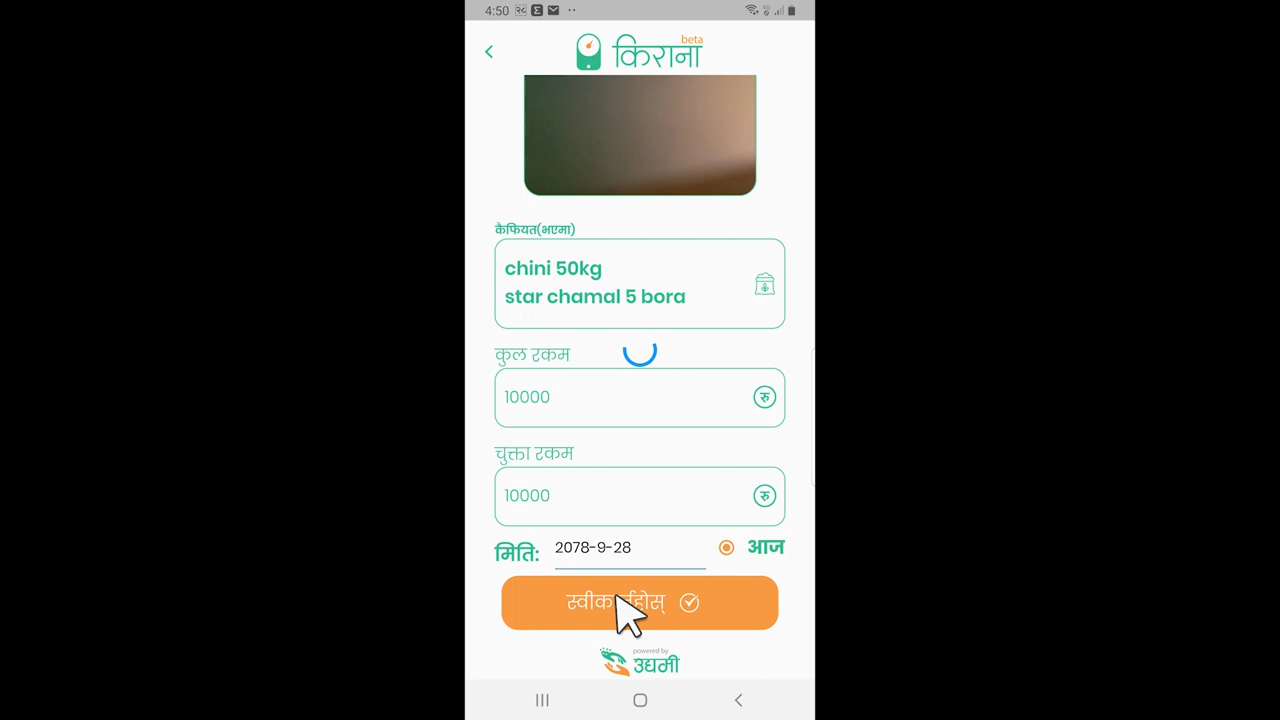 4:50
beta
किराना
कैफियत(भएमा)
chini 50kg
star chamal 5 bora
कुल रकम
10000
रु
चुक्ता रकम
10000
रु
मिति: 2078-9-28 आज
powered by
उद्यमी